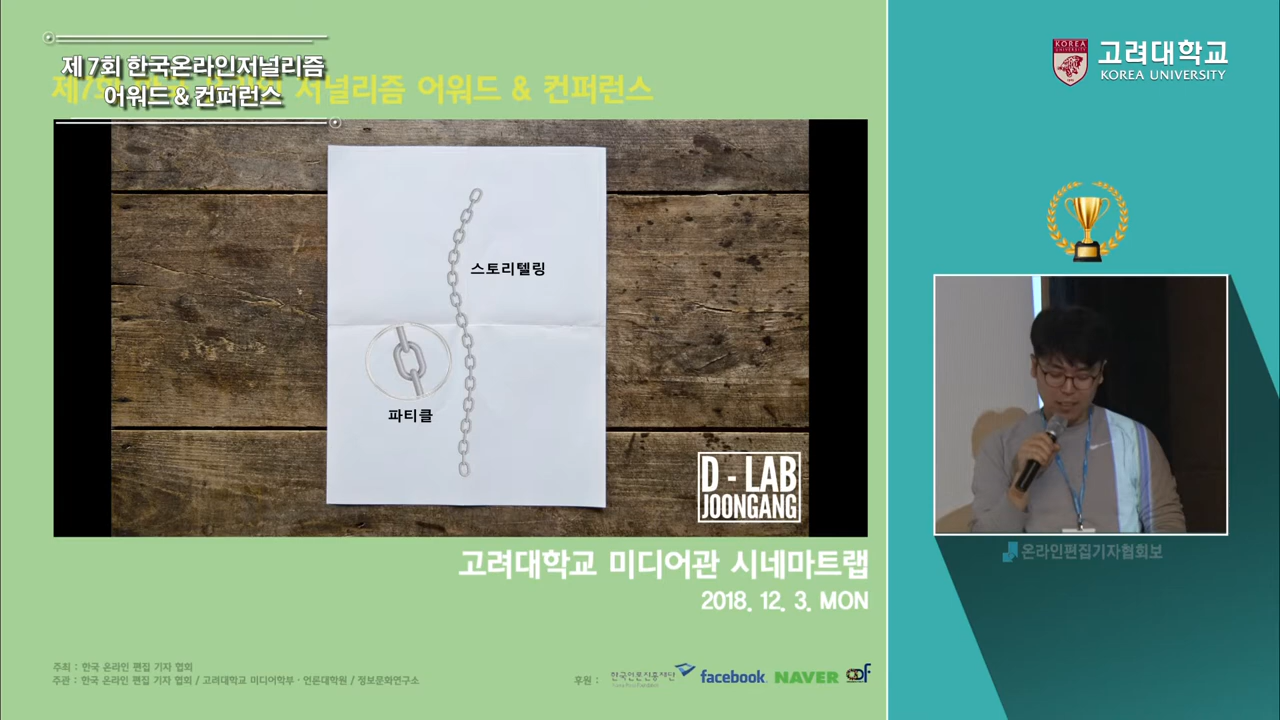 제 7회 한국온라인저널리즘
어워드 & 컨퍼런스
저널리즘 어워드 & 컨퍼런스
스토리텔링
파티클
D - LAB
JOONGANG
고려대학교 미디어관 시네마트랩
2018. 12. 3. MON
주최 : 한국 온라인 편집 기자 협회
주관 : 한국 온라인 편집 기자 협회 / 고려대학교 미디어학부 · 언론대학원 / 정보문화연구소
후원 :
한국언론진흥재단
facebook
NAVER
KOREA
고려대학교
KOREA UNIVERSITY
온라인편집기자협회보